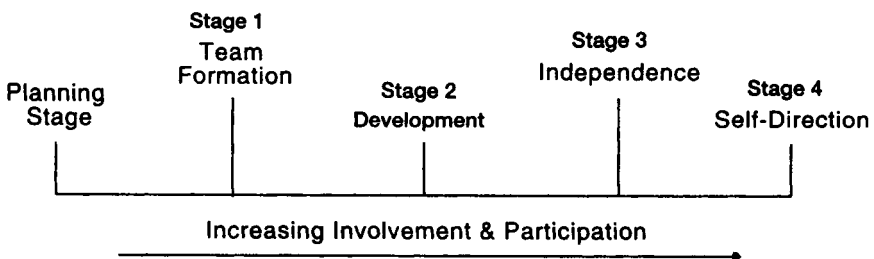 Planning
Stage
Stage 1
Team
Formation
Stage 2
Development
Stage 3
Independence
Stage 4
Self-Direction
Increasing Involvement & Participation